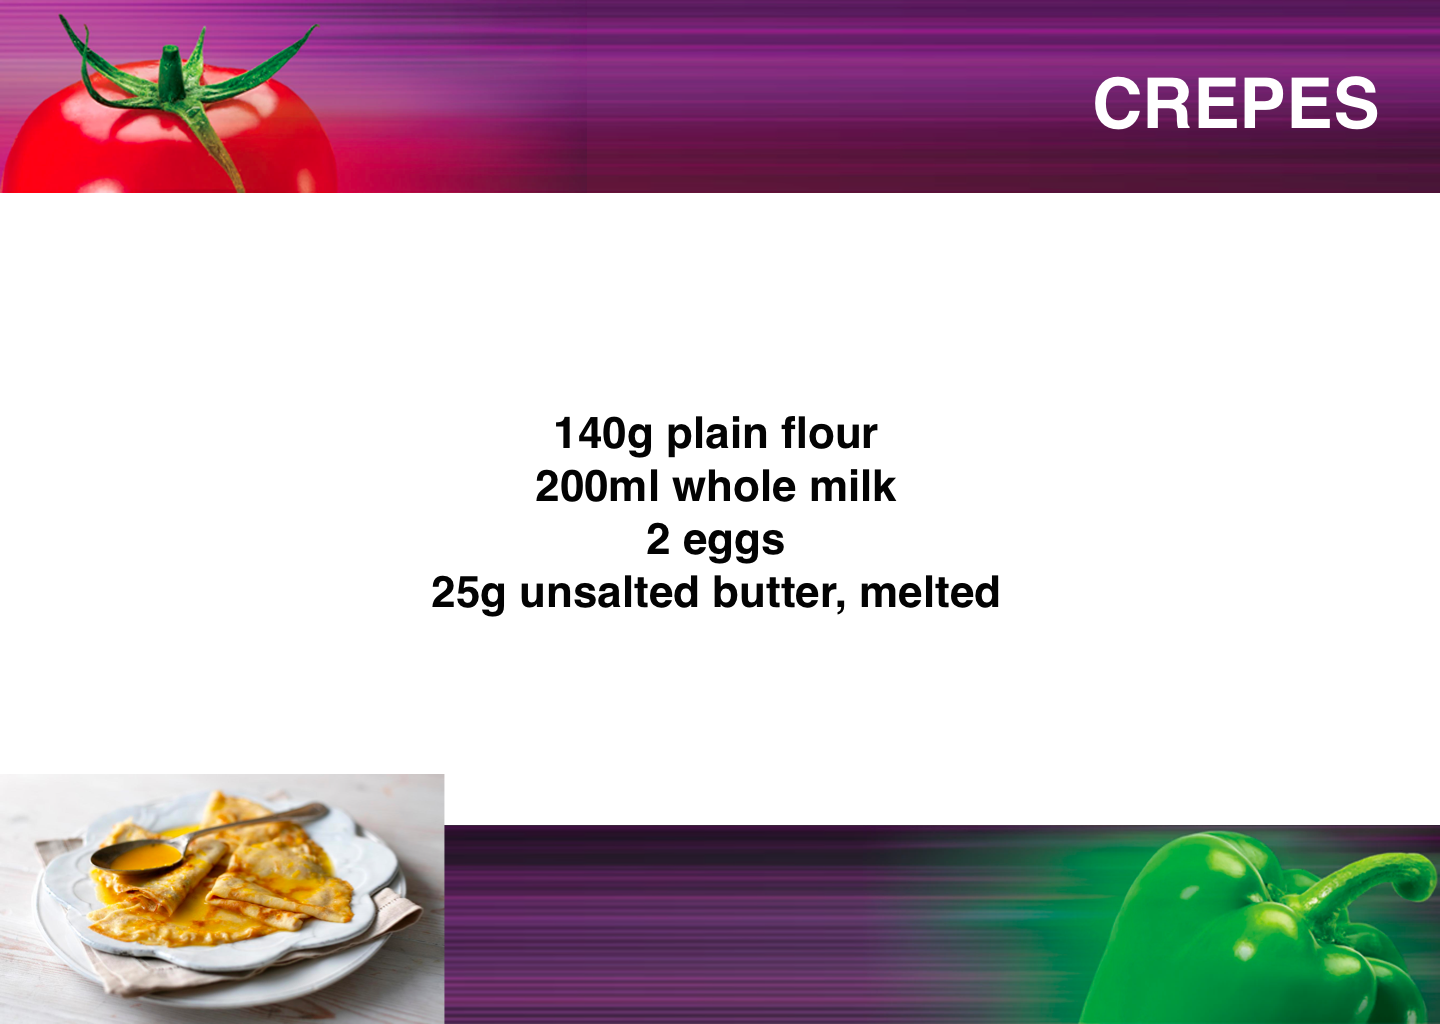 CREPES
140g plain flour
200ml whole milk
2 eggs
25g unsalted butter, melted